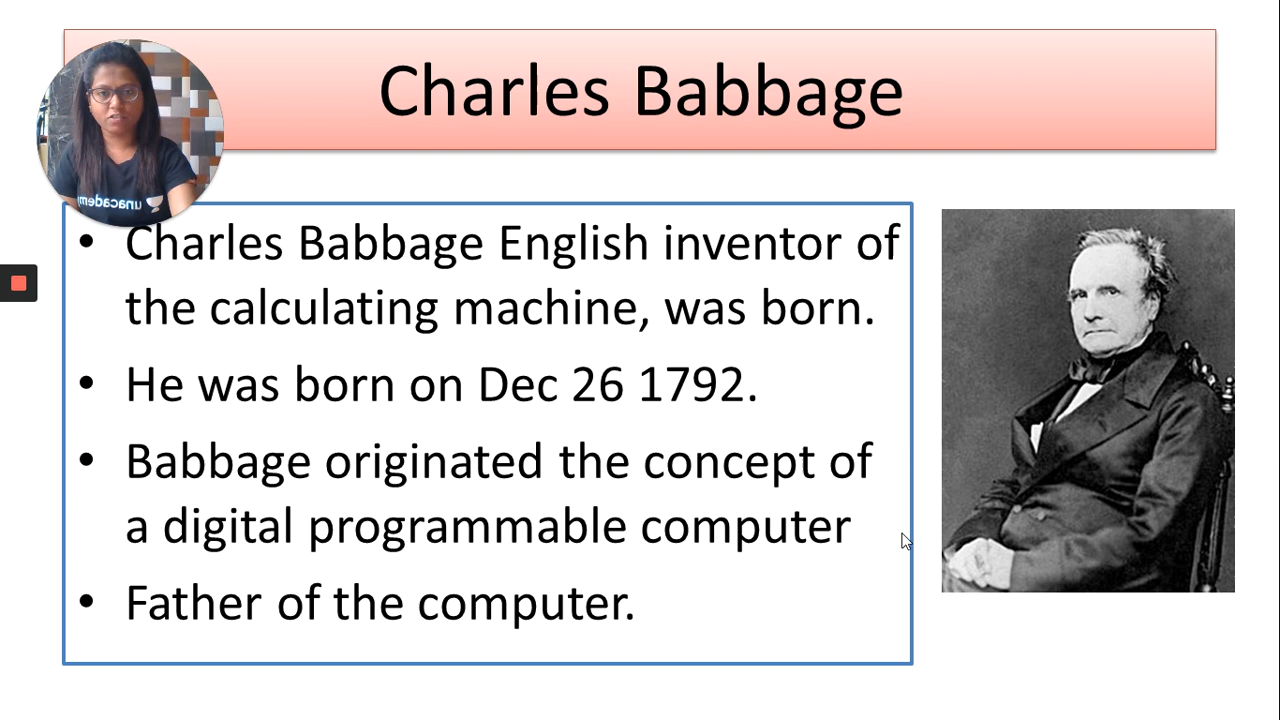 Charles Babbage
unacademy
• Charles Babbage English inventor of
the calculating machine, was born.
• He was born on Dec 26 1792.
• Babbage originated the concept of
a digital programmable computer
• Father of the computer.